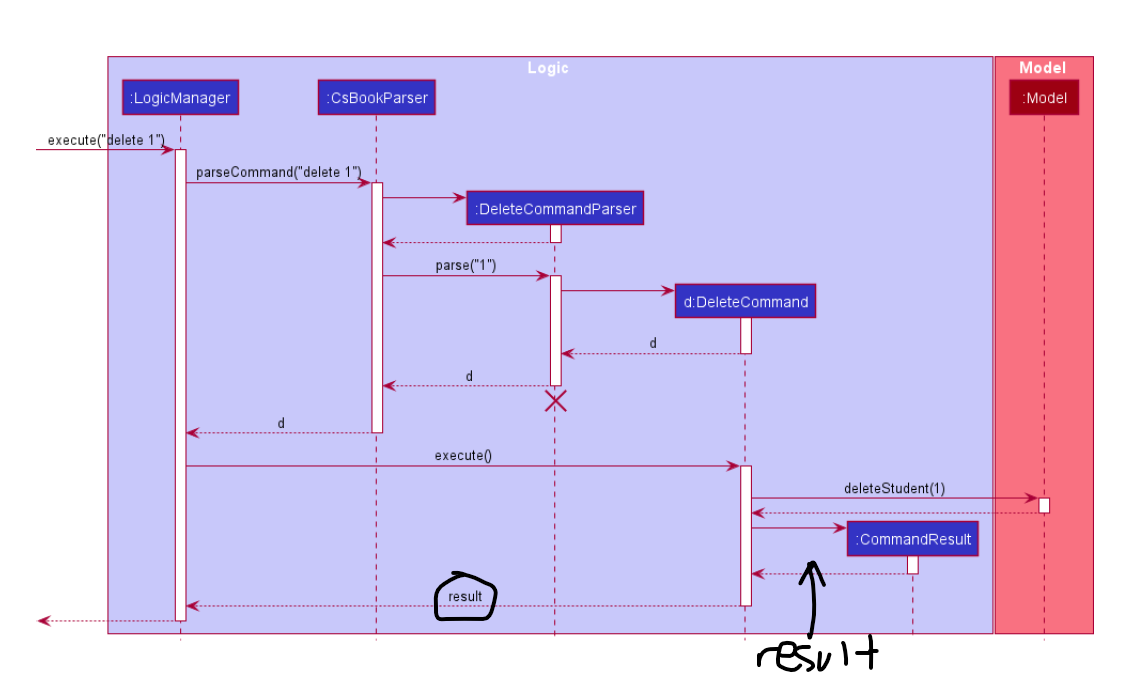 Logic
Model
:LogicManager
:CsBookParser
:Model
execute("delete 1")
parseCommand("delete 1")
:DeleteCommandParser
parse("1")
d:DeleteCommand
d
d
d
execute()
deleteStudent(1)
:CommandResult
result
result